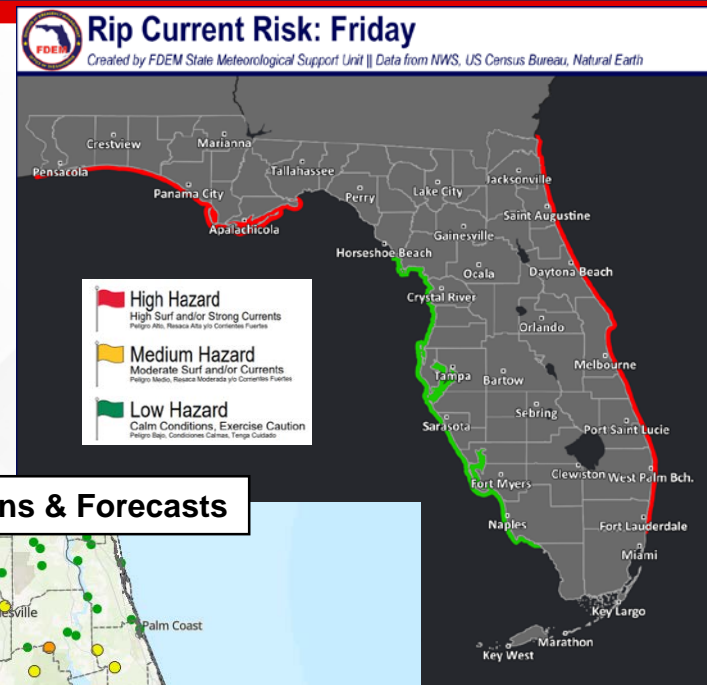 FDEM
Rip Current Risk: Friday
Created by FDEM State Meteorological Support Unit || Data from NWS, US Census Bureau, Natural Earth
Crestview
Marianna
Pensacola
Tallahassee
Panama City
Perry
Lake City
Jacksonville
Apalachicola
Saint Augustine
Gainesville
Horseshoe Beach
Ocala
Daytona Beach
Crystal River
Orlando
Melbourne
Tampa
Bartow
Sebring
Sarasota
Port Saint Lucie
Clewiston
West Palm Bch.
Fort Myers
Naples
Fort Lauderdale
Miami
Key Largo
Marathon
Key West
High Hazard
High Surf and/or Strong Currents
Peligro Alto, Resaca Alta y/o Corrientes Fuertes
Medium Hazard
Moderate Surf and/or Currents
Peligro Medio, Resaca Moderada y/o Corrientes Fuertes
Low Hazard
Calm Conditions, Exercise Caution
Peligro Bajo, Condiciones Calmas, Tenga Cuidado
ns & Forecasts
esville
Palm Coast